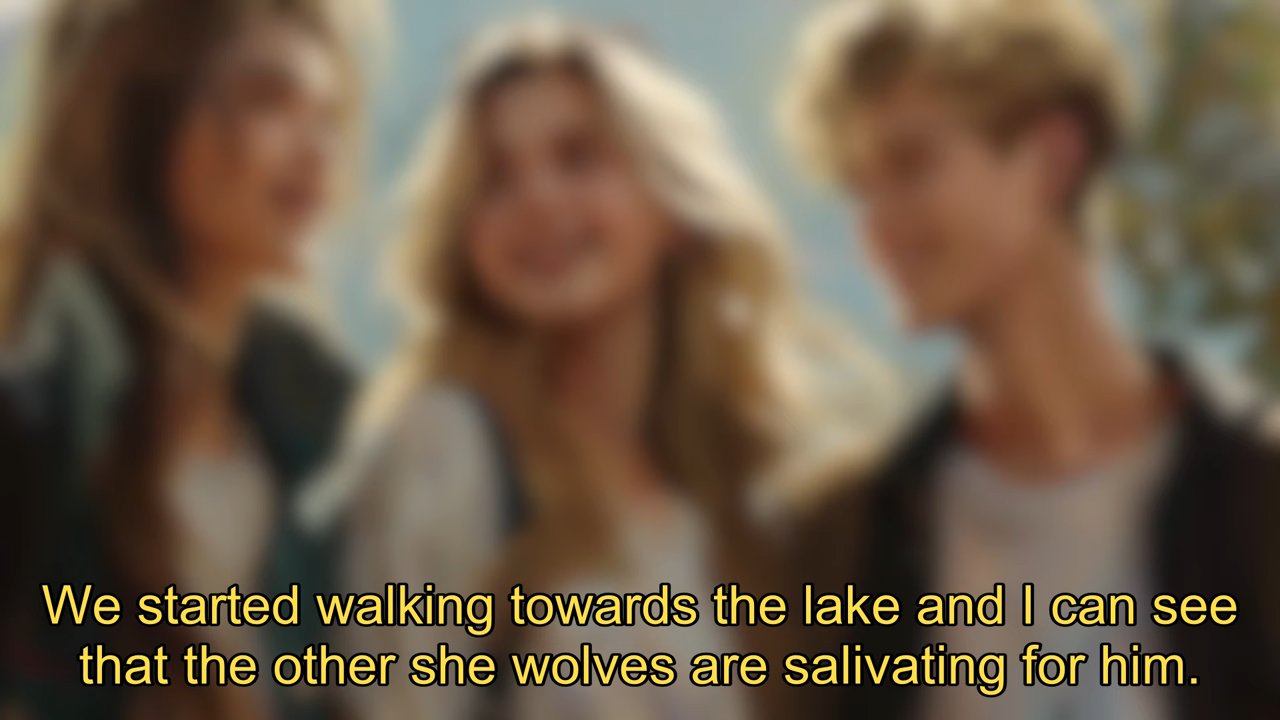 We started walking towards the lake and I can see
that the other she wolves are salivating for him.